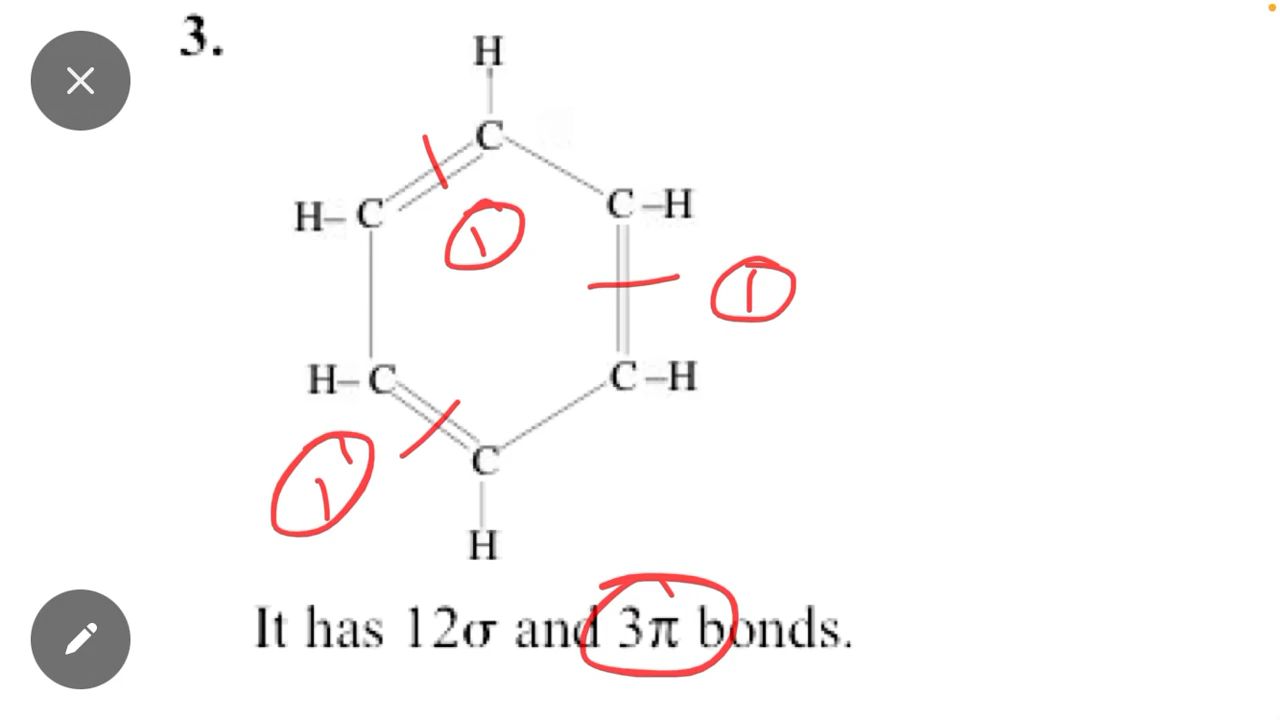 3.
H
C
H–C
C–H
1
1
H–C
C–H
1
C
H
It has 12σ and 3π bonds.